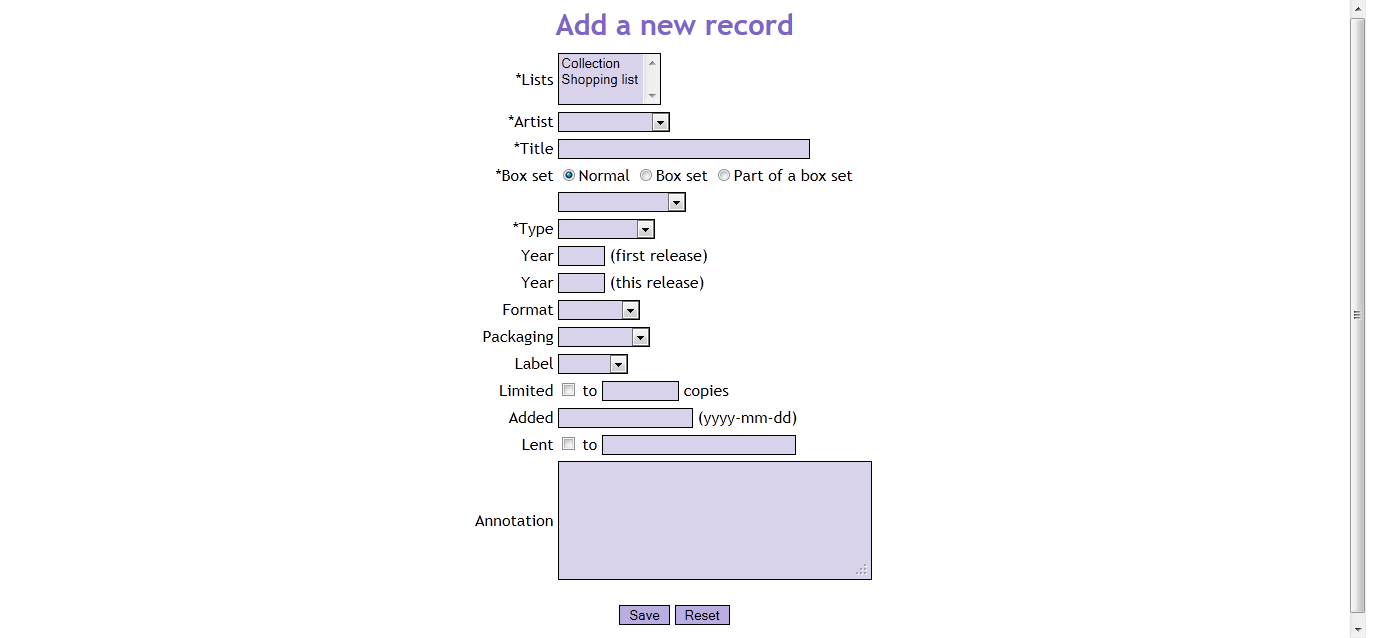 Add a new record
*Lists
Collection
Shopping list
*Artist
*Title
*Box set Normal Box set Part of a box set
*Type
Year (first release)
Year (this release)
Format
Packaging
Label
Limited to copies
Added (yyyy-mm-dd)
Lent to
Annotation
Save Reset